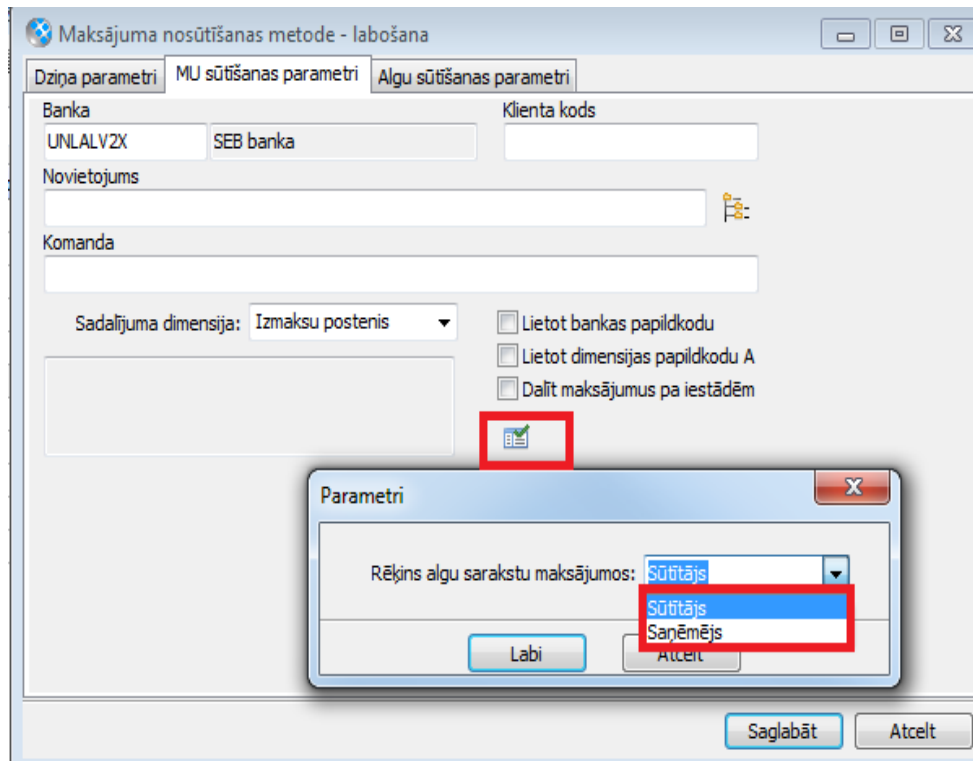 Maksājuma nosūtīšanas metode - labošana
Dziņa parametri MU sūtīšanas parametri Algu sūtīšanas parametri
Banka Klienta kods
UNLALV2X SEB banka
Novietojums
Komanda
Sadalījuma dimensija: Izmaksu postenis Lietot bankas papildkodu
Lietot dimensijas papildkodu A
Dalīt maksājumus pa iestādēm
Parametri
Rēķins algu sarakstu maksājumos: Sūtītājs
Sūtītājs
Saņēmējs
Labi Atcelt
Saglabāt Atcelt